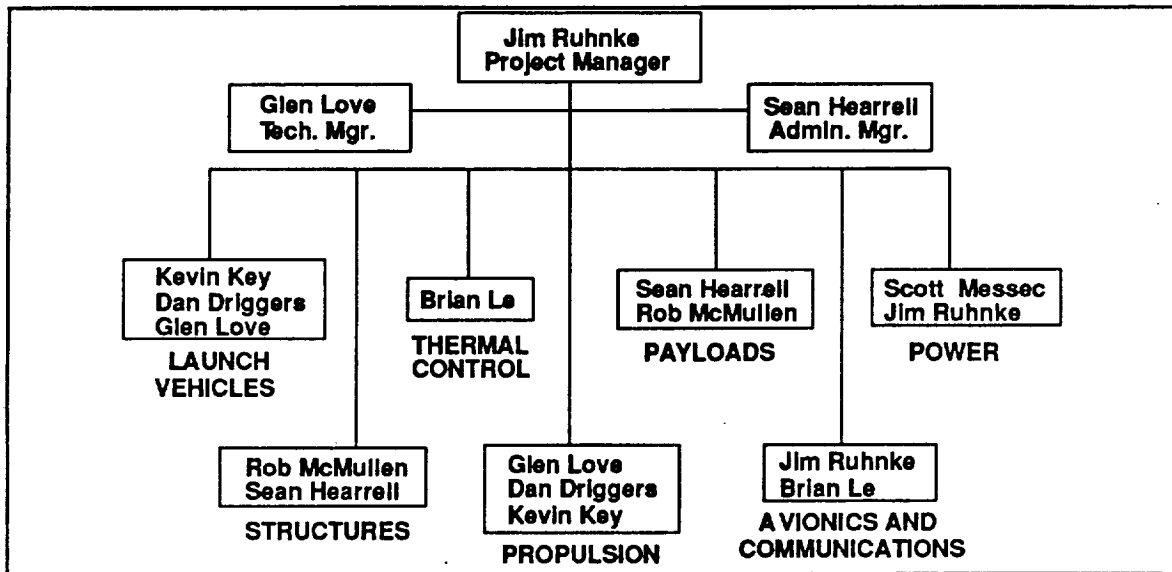 Jim Ruhnke
Project Manager
Glen Love
Tech. Mgr.
Sean Hearrell
Admin. Mgr.
Kevin Key
Dan Driggers
Glen Love
LAUNCH
VEHICLES
Brian Le
THERMAL
CONTROL
Sean Hearrell
Rob McMullen
PAYLOADS
Scott Messec
Jim Ruhnke
POWER
Rob McMullen
Sean Hearrell
STRUCTURES
Glen Love
Dan Driggers
Kevin Key
PROPULSION
Jim Ruhnke
Brian Le
AVIONICS AND
COMMUNICATIONS